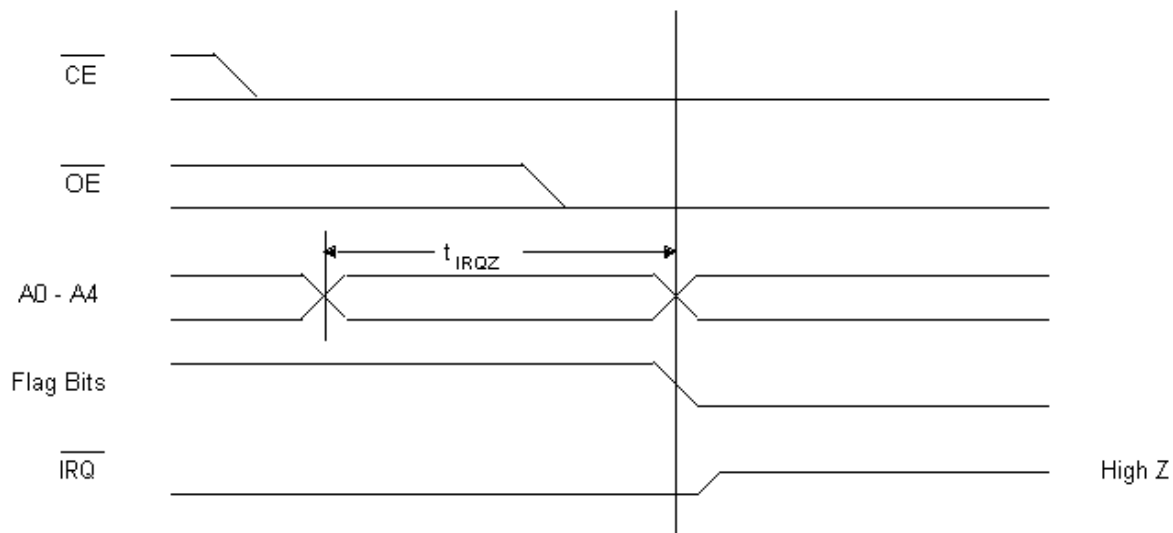 CE
OE
t IRQZ
A0 - A4
Flag Bits
IRQ High Z